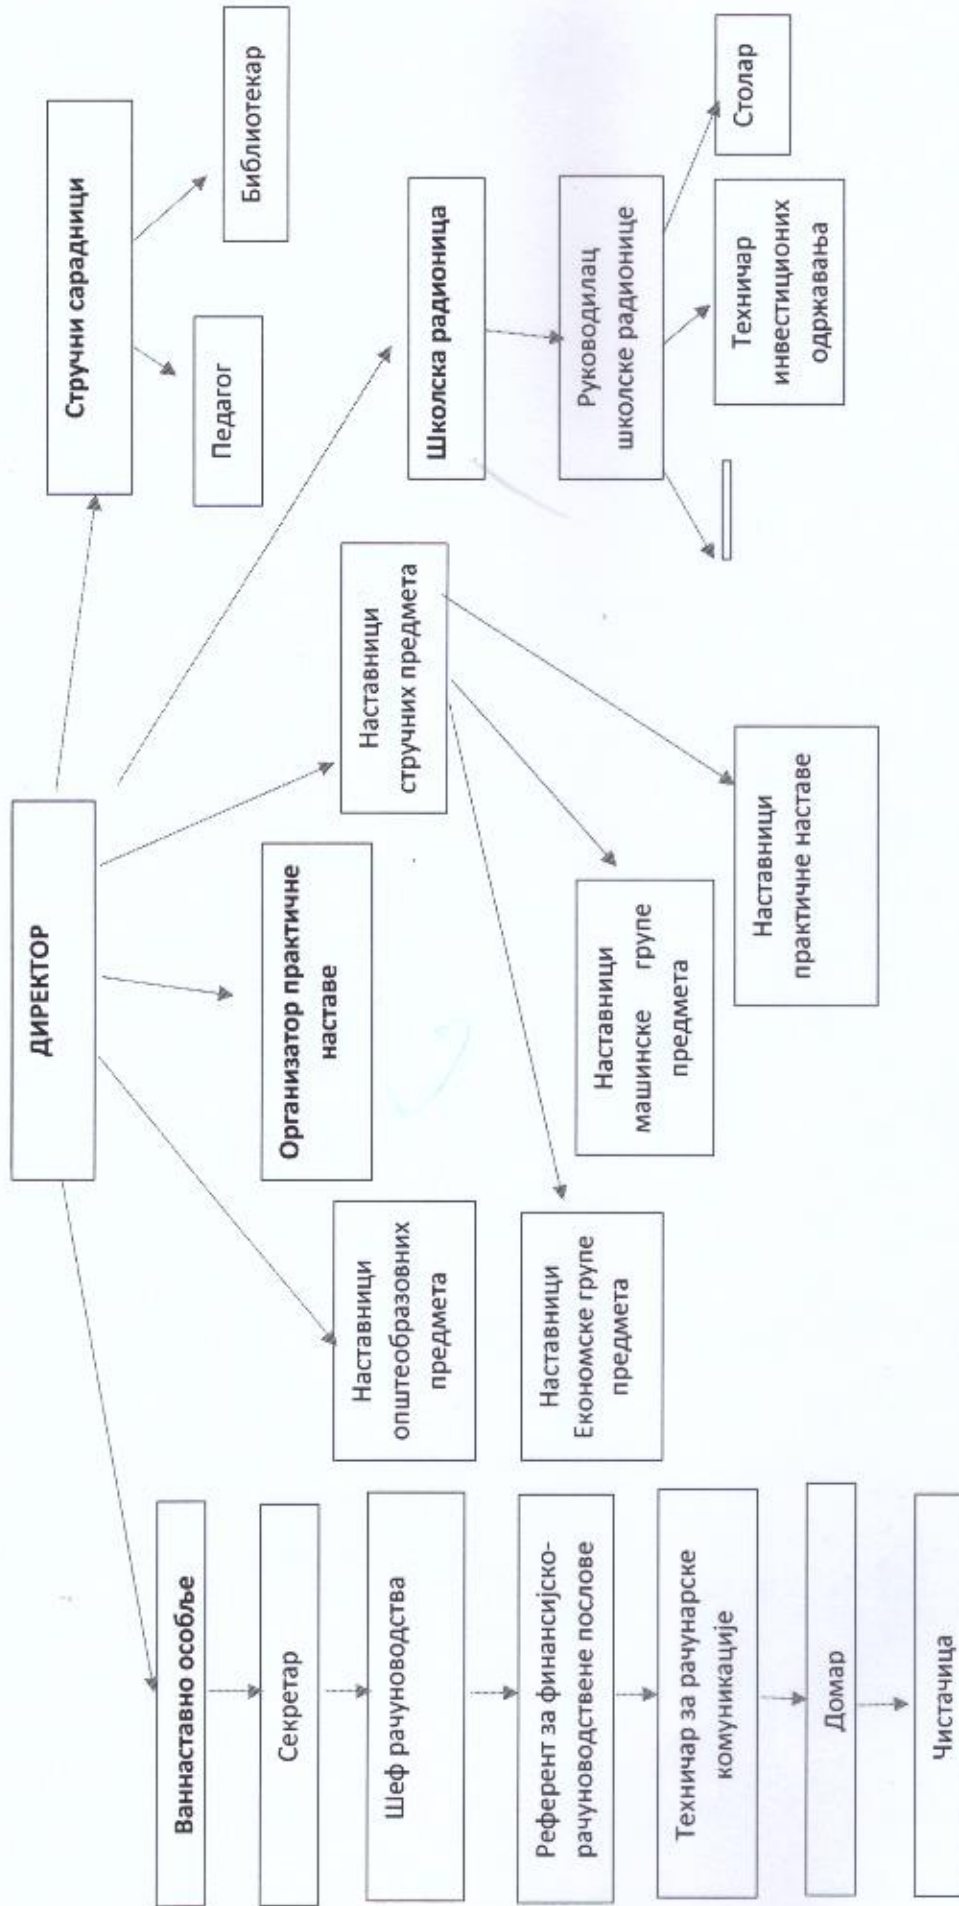 ДИРЕКТОР
Стручни сарадници
Педагог
Библиотекар
Ваннаставно особље
Секретар
Шеф рачуноводства
Референт за финансијско-
рачуноводствене послове
Техничар за рачунарске
комуникације
Домар
Чистачица
Наставници
општеобразовних
предмета
Организатор практичне
наставе
Наставници
стручних предмета
Наставници
Економске групе
предмета
Наставници
машинске групе
предмета
Наставници
практичне наставе
Школска радионица
Руководилац
школске радионице
Техничар
инвестиционих
одржавања
Столар